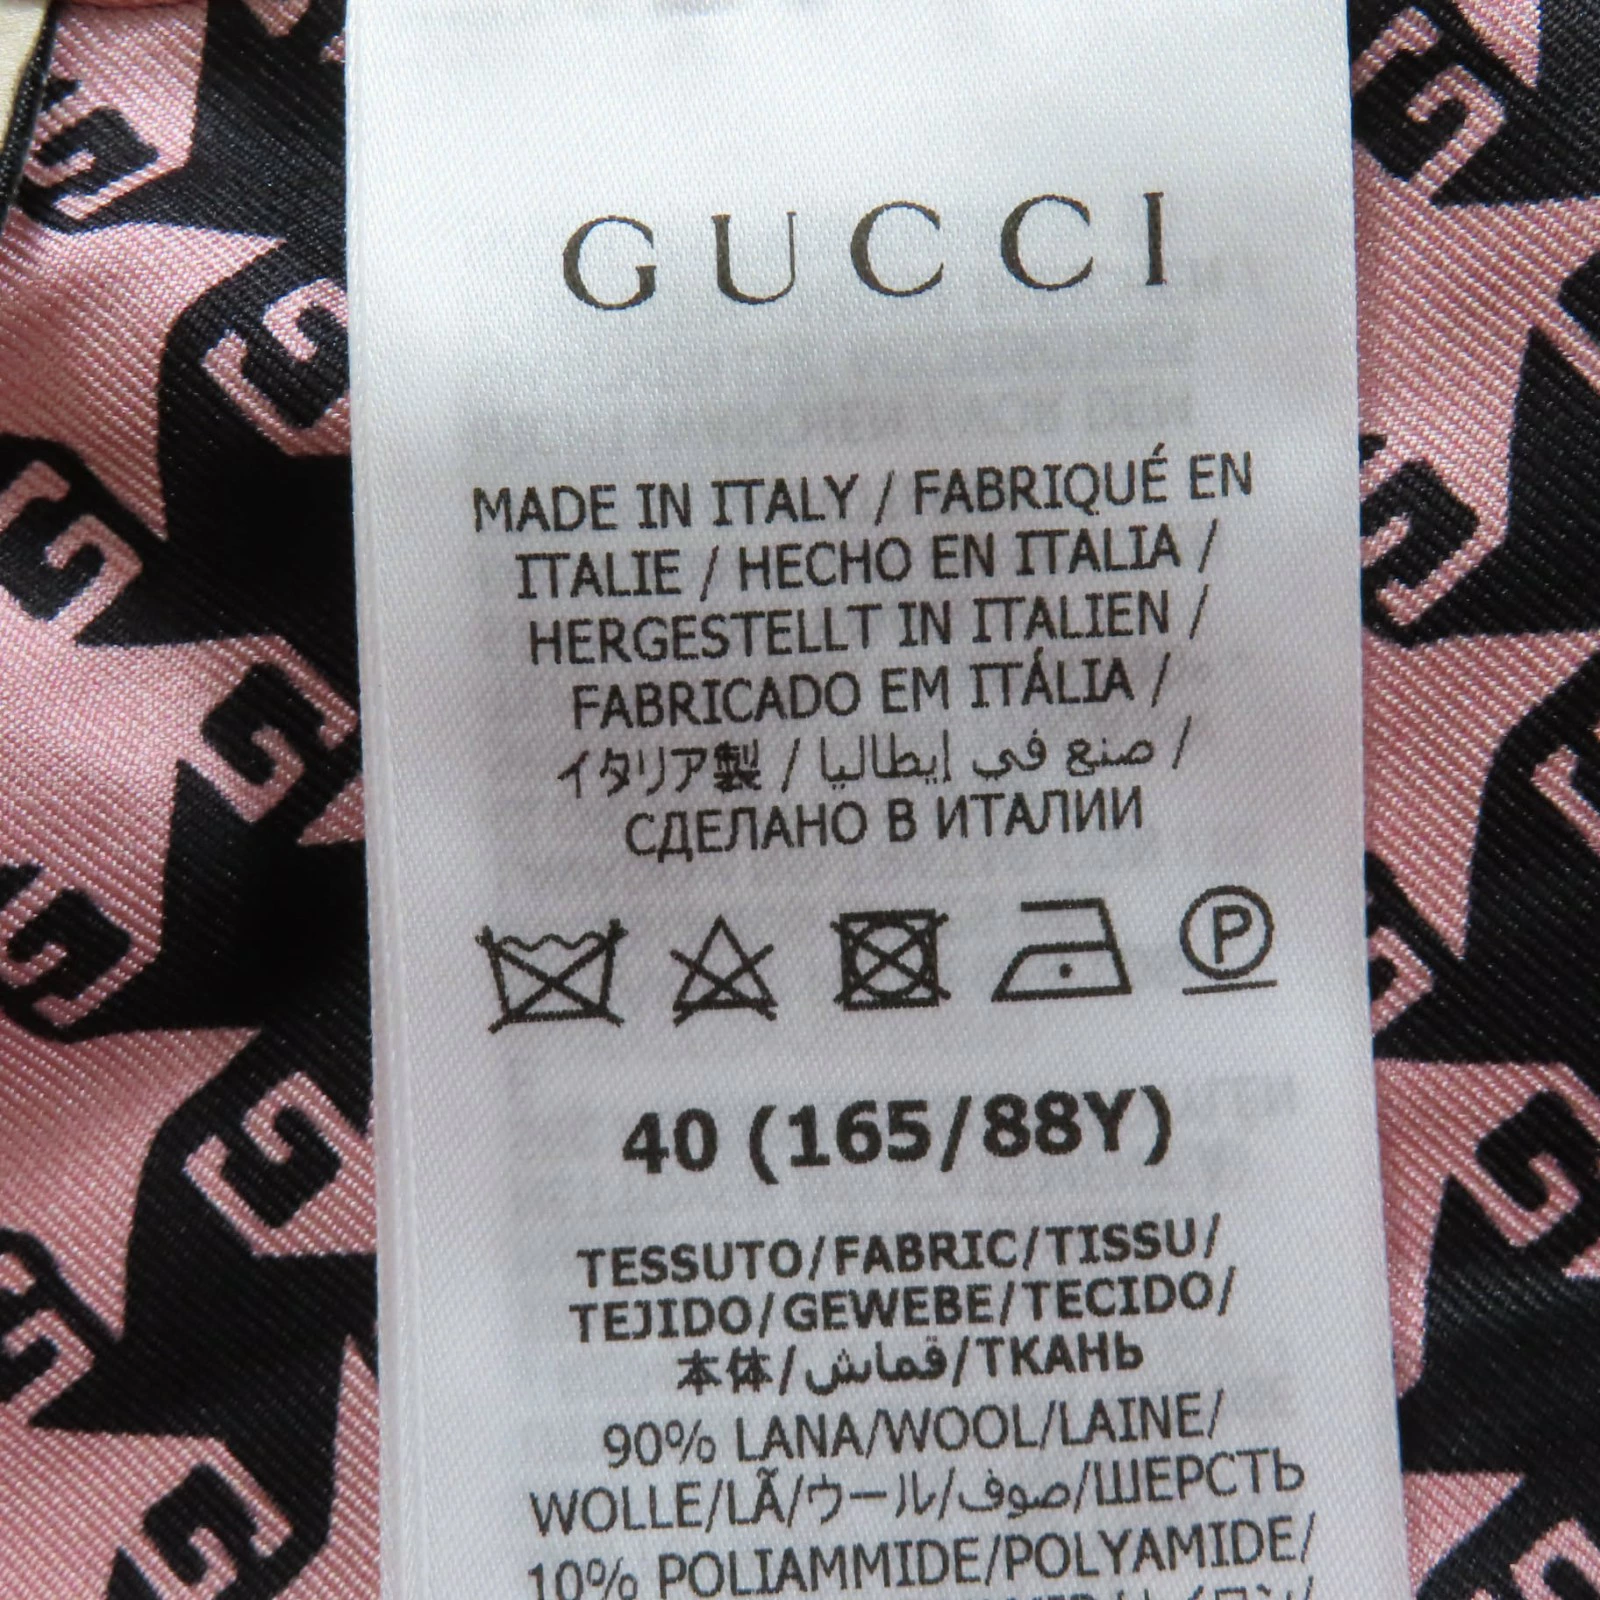 GUCCI
MADE IN ITALY / FABRIQUÉ EN
ITALIE / HECHO EN ITALIA /
HERGESTELLT IN ITALIEN /
FABRICADO EM ITÁLIA /
イタリア製 / صنع في إيطاليا /
СДЕЛАНО В ИТАЛИИ
P
40 (165/88Y)
TESSUTO/FABRIC/TISSU/
TEJIDO/GEWEBE/TECIDO/
本体/قماش/ТКАНЬ
90% LANA/WOOL/LAINE/
WOLLE/LÃ/ウール/صوف/ШЕРСТЬ
10% POLIAMMIDE/POLYAMIDE/